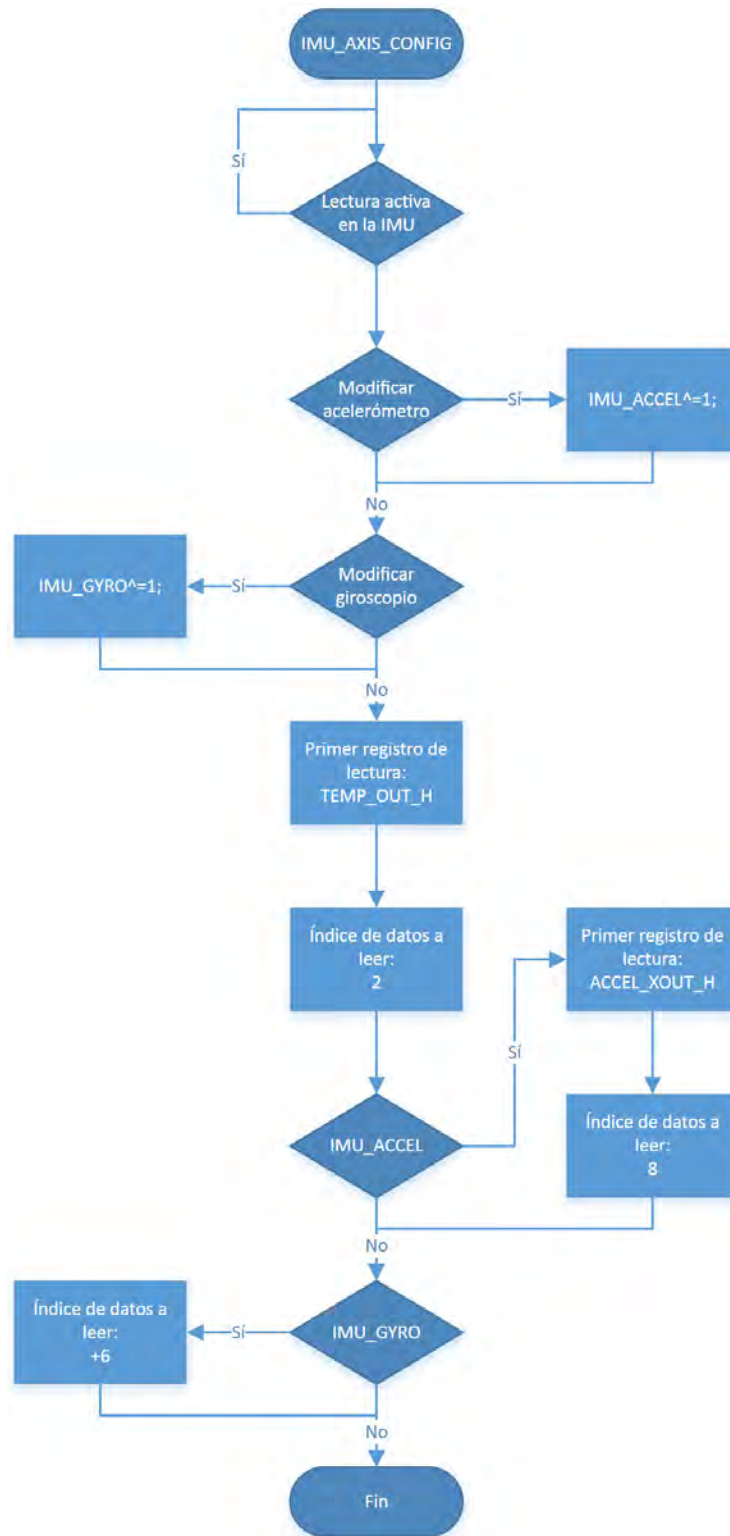 IMU_AXIS_CONFIG
Sí
Lectura activa
en la IMU
Modificar
acelerómetro
Sí
IMU_ACCEL^=1;
No
IMU_GYRO^=1;
Sí
Modificar
giroscopio
No
Primer registro de
lectura:
TEMP_OUT_H
Índice de datos a
leer:
2
Primer registro de
lectura:
ACCEL_XOUT_H
Sí
IMU_ACCEL
Índice de datos a
leer:
8
No
Índice de datos a
leer:
+6
Sí
IMU_GYRO
No
Fin